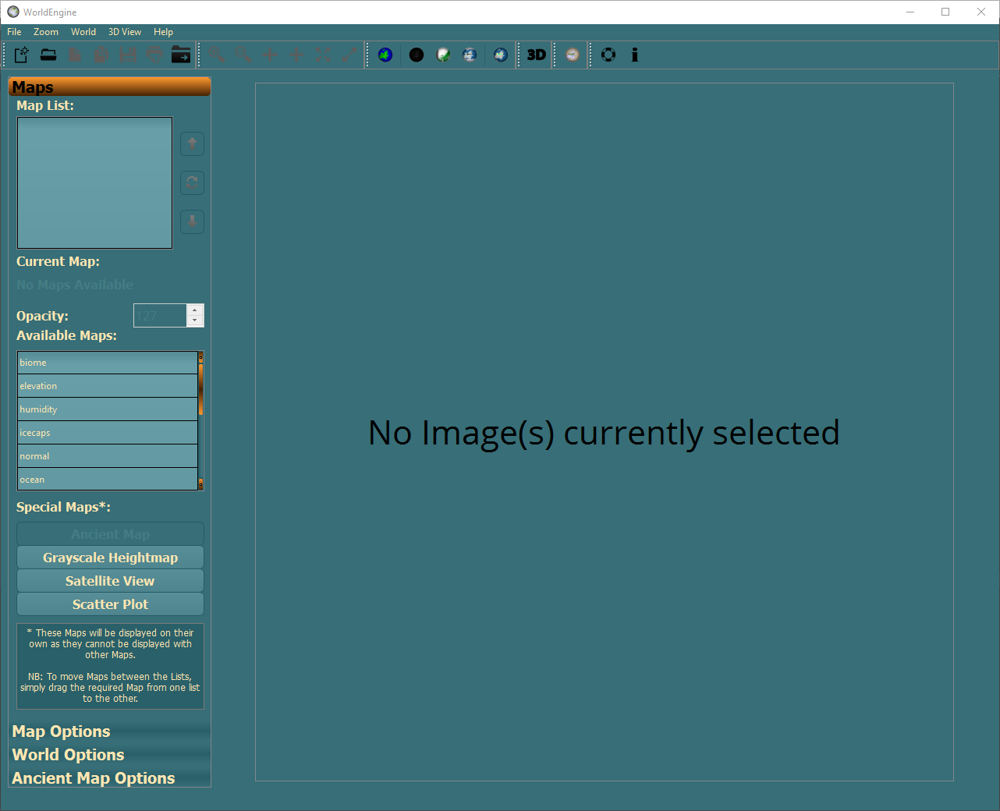 WorldEngine
File Zoom World 3D View Help
3D
Maps
Map List:
Current Map:
No Maps Available
Opacity: 127
Available Maps:
biome
elevation
humidity
icecaps
normal
ocean
Special Maps*:
Ancient Map
Grayscale Heightmap
Satellite View
Scatter Plot
* These Maps will be displayed on their
own as they cannot be displayed with
other Maps.
NB: To move Maps between the Lists,
simply drag the required Map from one list
to the other.
Map Options
World Options
Ancient Map Options
No Image(s) currently selected